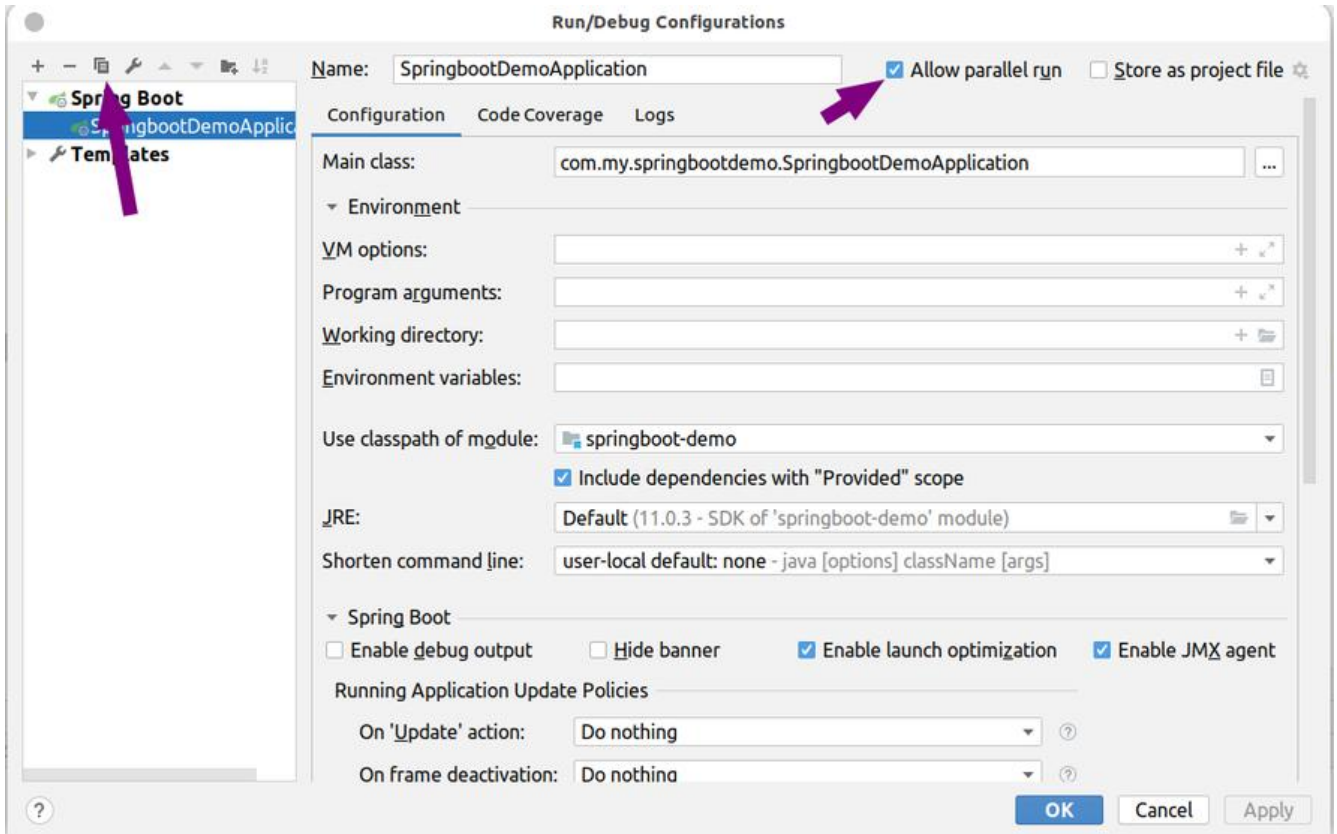 Run/Debug Configurations
Name: SpringbootDemoApplication Allow parallel run Store as project file
Spring Boot
Configuration Code Coverage Logs
Templates
Main class: com.my.springbootdemo.SpringbootDemoApplication ...
Environment
VM options:
Program arguments:
Working directory:
Environment variables:
Use classpath of module: springboot-demo
Include dependencies with "Provided" scope
JRE: Default (11.0.3 - SDK of 'springboot-demo' module)
Shorten command line: user-local default: none - java [options] className [args]
Spring Boot
Enable debug output Hide banner Enable launch optimization Enable JMX agent
Running Application Update Policies
On 'Update' action: Do nothing ?
On frame deactivation: Do nothing ?
? OK Cancel Apply